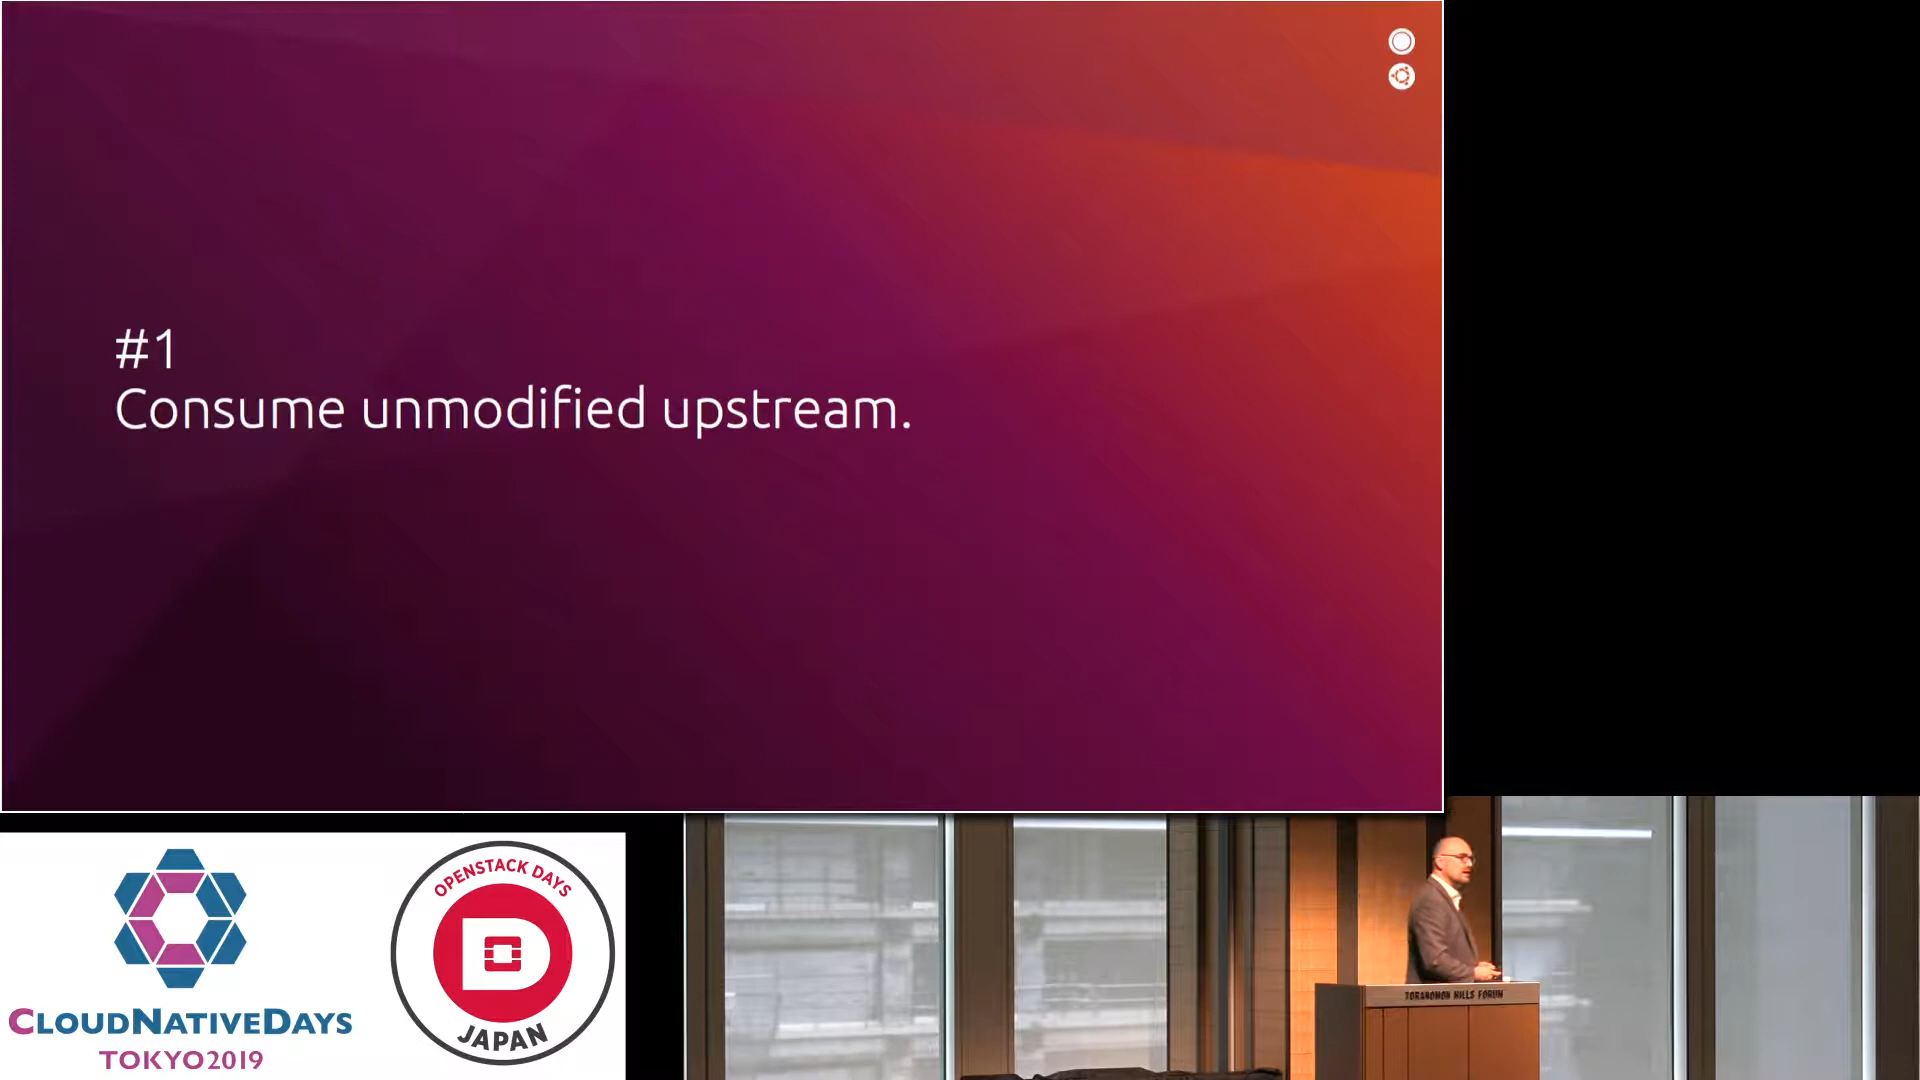 #1
Consume unmodified upstream.
CLOUDNATIVEDAYS
TOKYO2019
OPENSTACK DAYS
JAPAN
TORANOMON HILLS FORUM